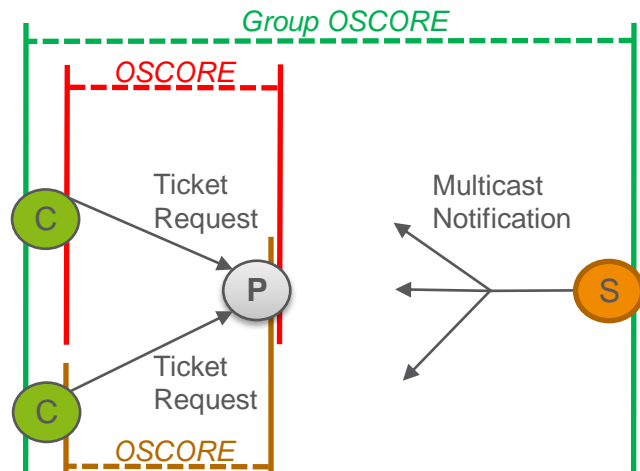 Group OSCORE
OSCORE
Ticket
Request
Multicast
Notification
C
P
S
Ticket
Request
C
OSCORE